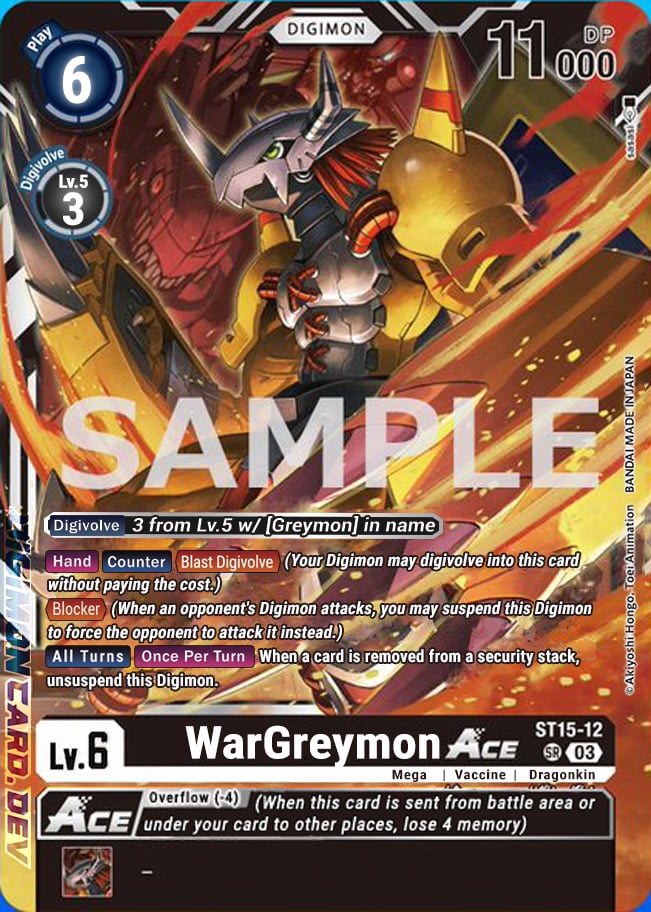 Play
6
DIGIMON
DP
11000
Digivolve
Lv.5
3
sasasi
SAMPLE
BANDAI MADE IN JAPAN
©Akiyoshi Hongo, Toei Animation
Digivolve 3 from Lv.5 w/ [Greymon] in name
Hand Counter Blast Digivolve (Your Digimon may digivolve into this card
without paying the cost.)
Blocker (When an opponent's Digimon attacks, you may suspend this Digimon
to force the opponent to attack it instead.)
All Turns Once Per Turn When a card is removed from a security stack,
unsuspend this Digimon.
DIGIMONCARD.DEV
Lv.6
WarGreymon ACE
ST15-12
SR 03
Mega | Vaccine | Dragonkin
ACE
Overflow (-4) (When this card is sent from battle area or
under your card to other places, lose 4 memory)
–